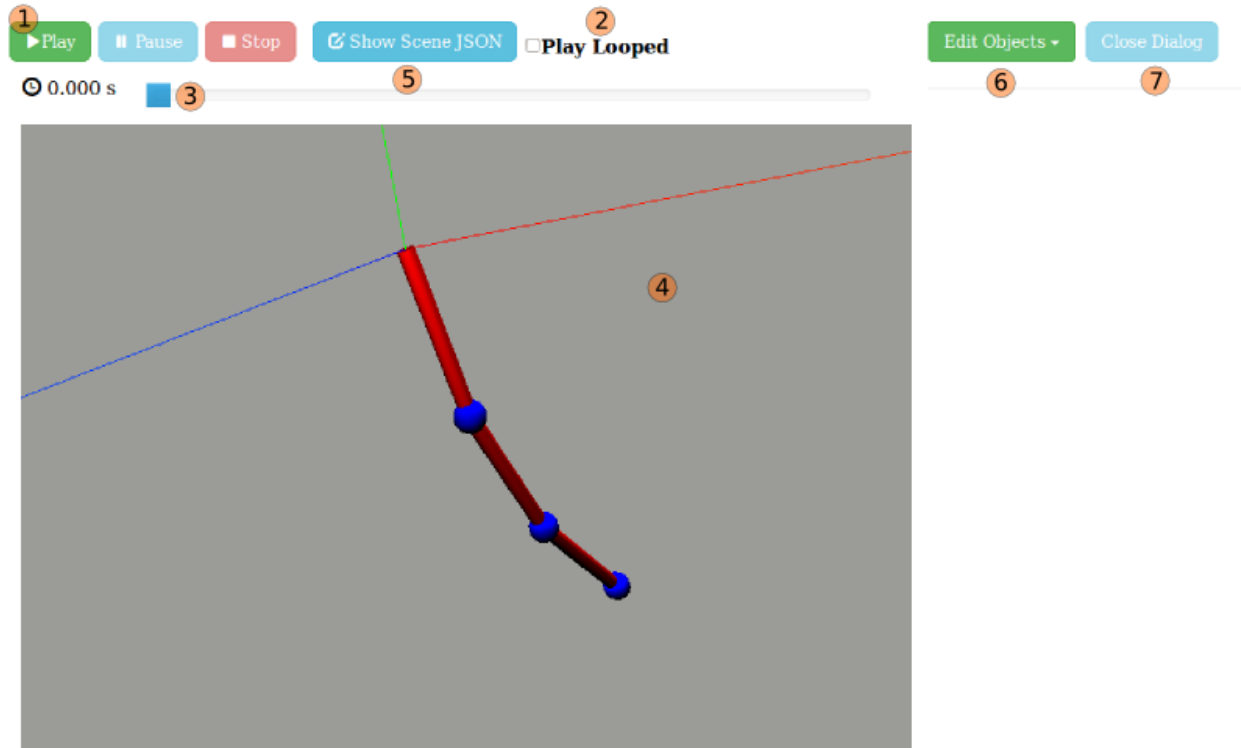 1
2
Play
Pause
Stop
Show Scene JSON
Play Looped
Edit Objects
Close Dialog
5
6
7
0.000 s
3
4